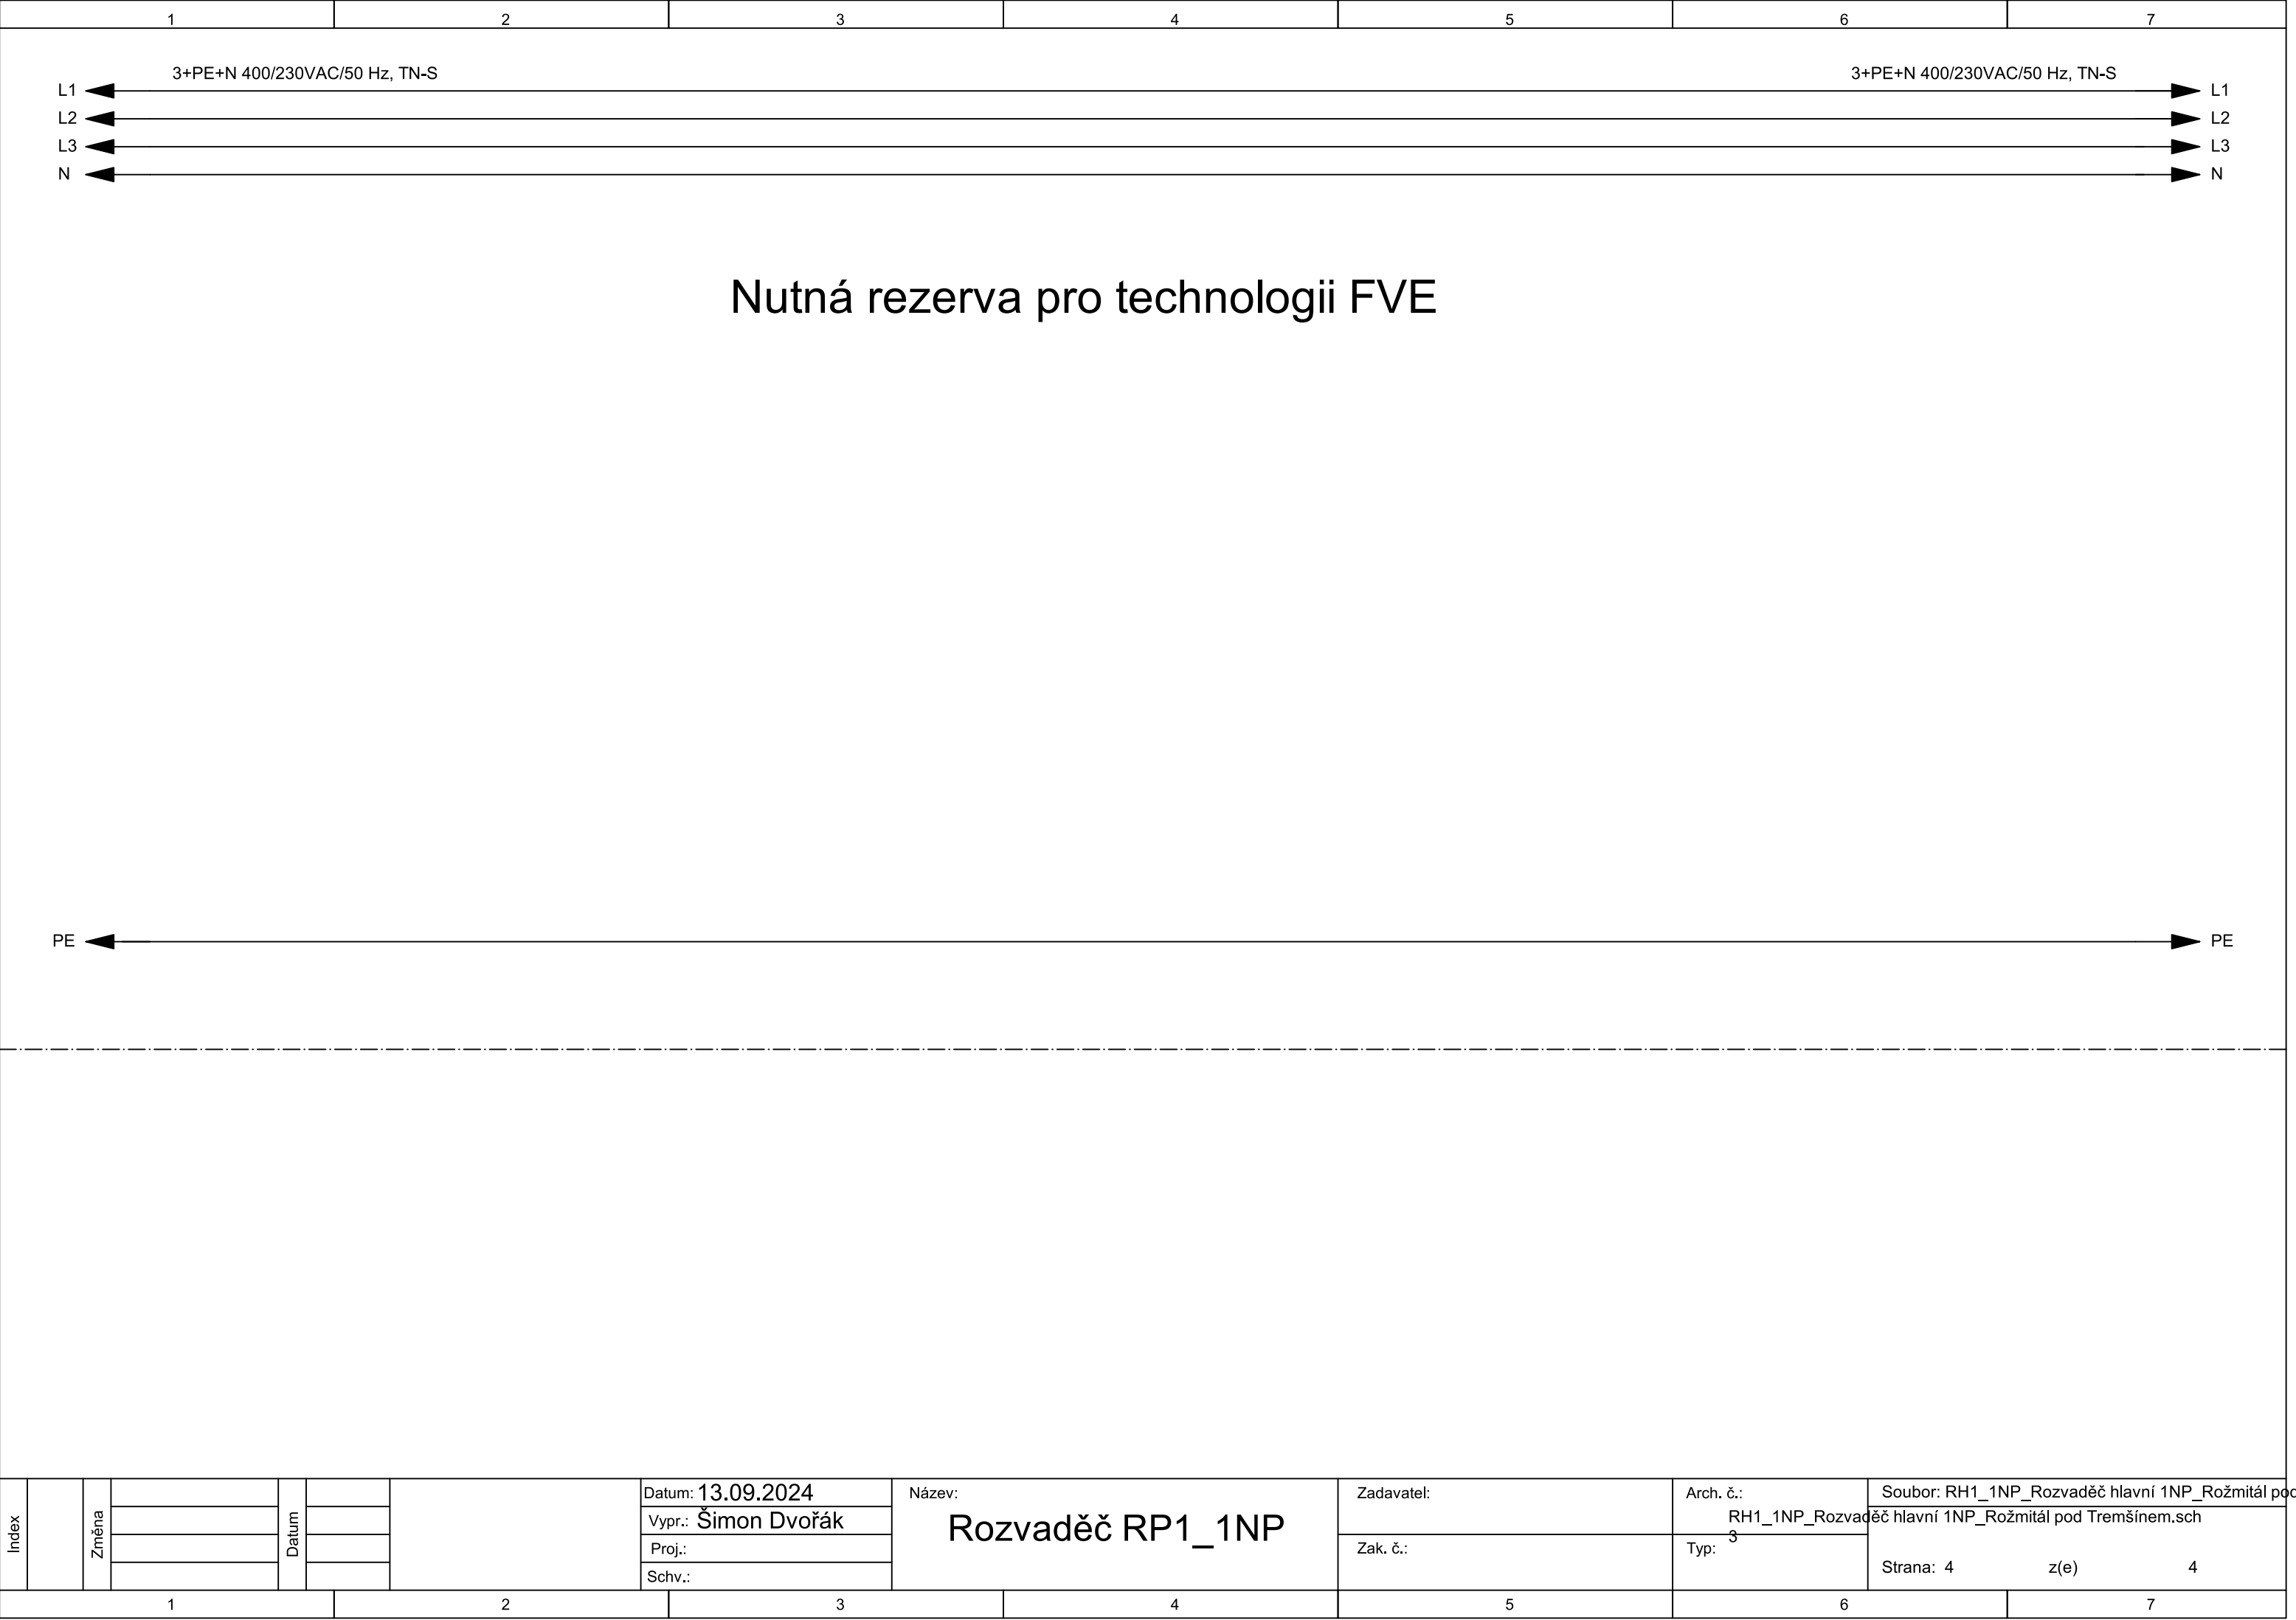 1 2 3 4 5 6 7
3+PE+N 400/230VAC/50 Hz, TN-S 3+PE+N 400/230VAC/50 Hz, TN-S
L1 L1
L2 L2
L3 L3
N N
Nutná rezerva pro technologii FVE
PE PE
Index
Změna
Datum
Datum: 13.09.2024
Vypr.: Šimon Dvořák
Proj.:
Schv.:
Název:
Rozvaděč RP1_1NP
Zadavatel:
Zak. č.:
Arch. č.:
RH1_1NP_Rozvaděč hlavní 1NP_Rožmitál pod Tremšínem.sch
3
Typ:
Soubor: RH1_1NP_Rozvaděč hlavní 1NP_Rožmitál pod
Strana: 4 z(e) 4
1 2 3 4 5 6 7